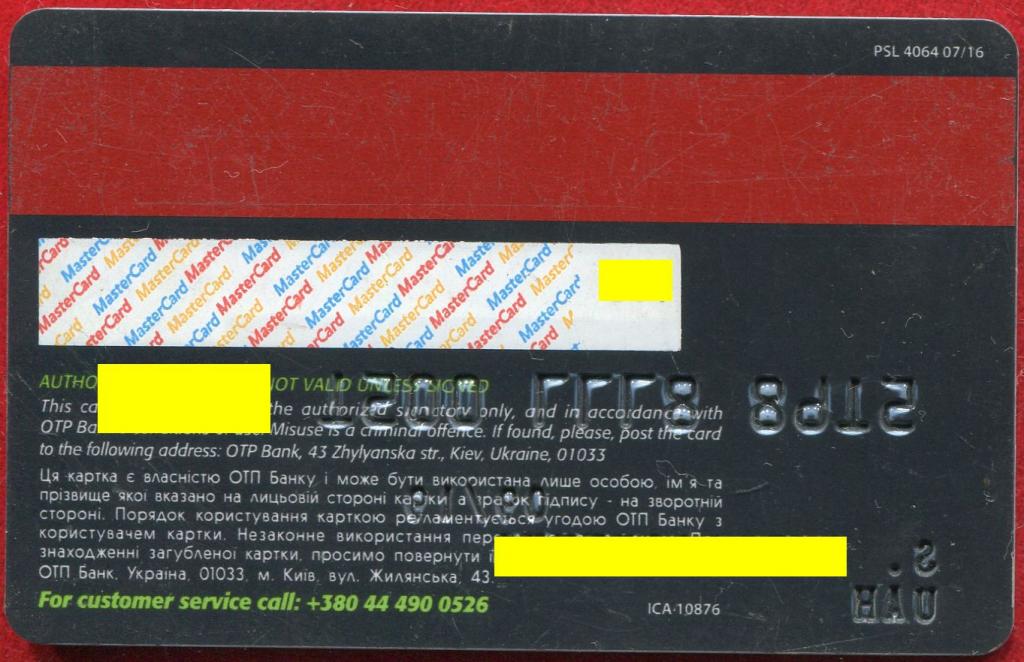 PSL 4064 07/16
MasterCard MasterCard MasterCard MasterCard
AUTHO NOT VALID UNLESS SIGNED
This ca the authorized signatory only, and in accordance with
OTP Ba Misuse is a criminal offence. If found, please, post the card
to the following address: OTP Bank, 43 Zhylyanska str., Kiev, Ukraine, 01033
Ця картка є власністю ОТП Банку і може бути використана лише особою, ім'я та
прізвище якої вказано на лицьовій стороні картки а зразок підпису - на зворотній
стороні. Порядок користування карткою регламентується угодою ОТП Банку з
користувачем картки. Незаконне використання
знаходженні загубленої картки, просимо повернути
ОТП Банк, Україна, 01033, м. Київ, вул. Жилянська, 43.
For customer service call: +380 44 490 0526
ICA-10876
UAH